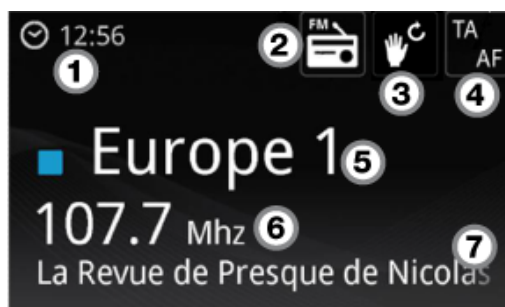 12:56
1
FM
2
3
TA
AF
4
Europe 1
5
107.7 Mhz
6
7
La Revue de Presque de Nicolas